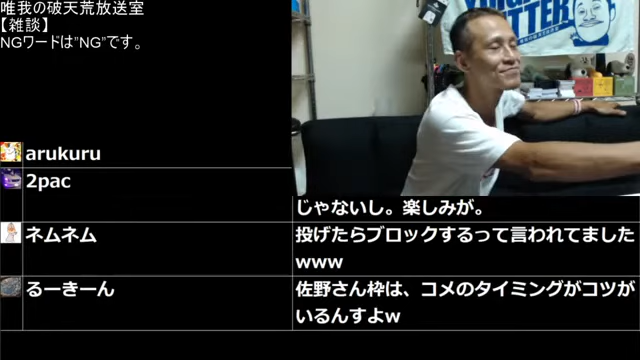 唯我の破天荒放送室
【雑談】
NGワードは”NG”です。
arukuru
2pac
じゃないし。楽しみが。
ネムネム
投げたらブロックするって言われてました
www
るーきーん
佐野さん枠は、コメのタイミングがコツが
いるんすよw